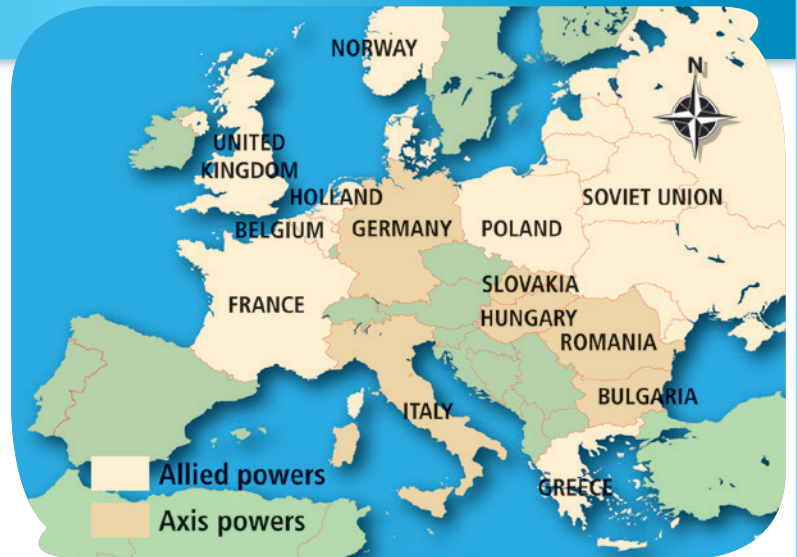 NORWAY
N
UNITED
KINGDOM
HOLLAND
SOVIET UNION
BELGIUM
GERMANY
POLAND
SLOVAKIA
FRANCE
HUNGARY
ROMANIA
BULGARIA
ITALY
Allied powers
GREECE
Axis powers